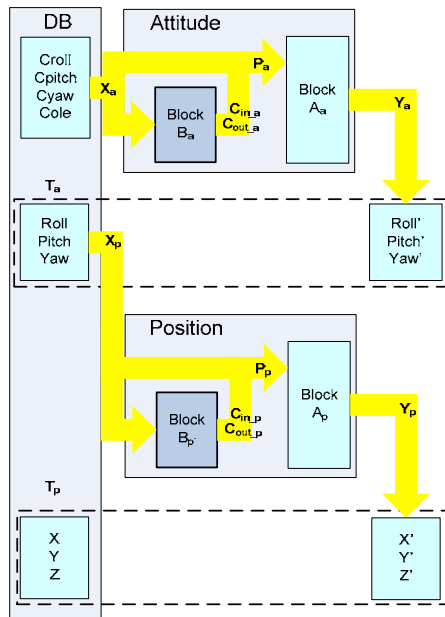 DB
Attitude
Croll
Cpitch
Cyaw
Cole
Xa
Pa
Block
Ba
Cin_a
Cout_a
Block
Aa
Ya
Ta
Roll
Pitch
Yaw
Xp
Roll'
Pitch'
Yaw'
Position
Pp
Block
Bp
Cin_p
Cout_p
Block
Ap
Yp
Tp
X
Y
Z
X'
Y'
Z'